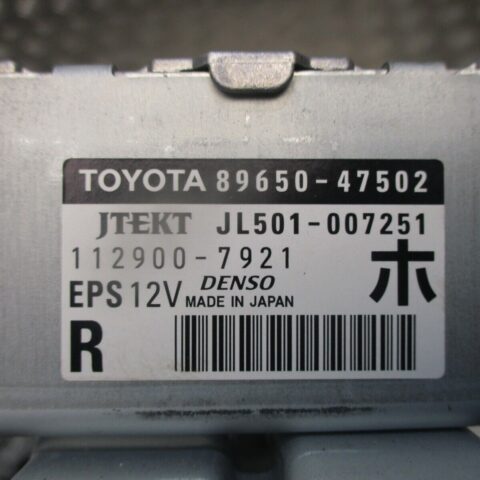 TOYOTA 89650-47502
JTEKT JL501-007251
112900-7921
ホ
EPS 12V DENSO
MADE IN JAPAN
R